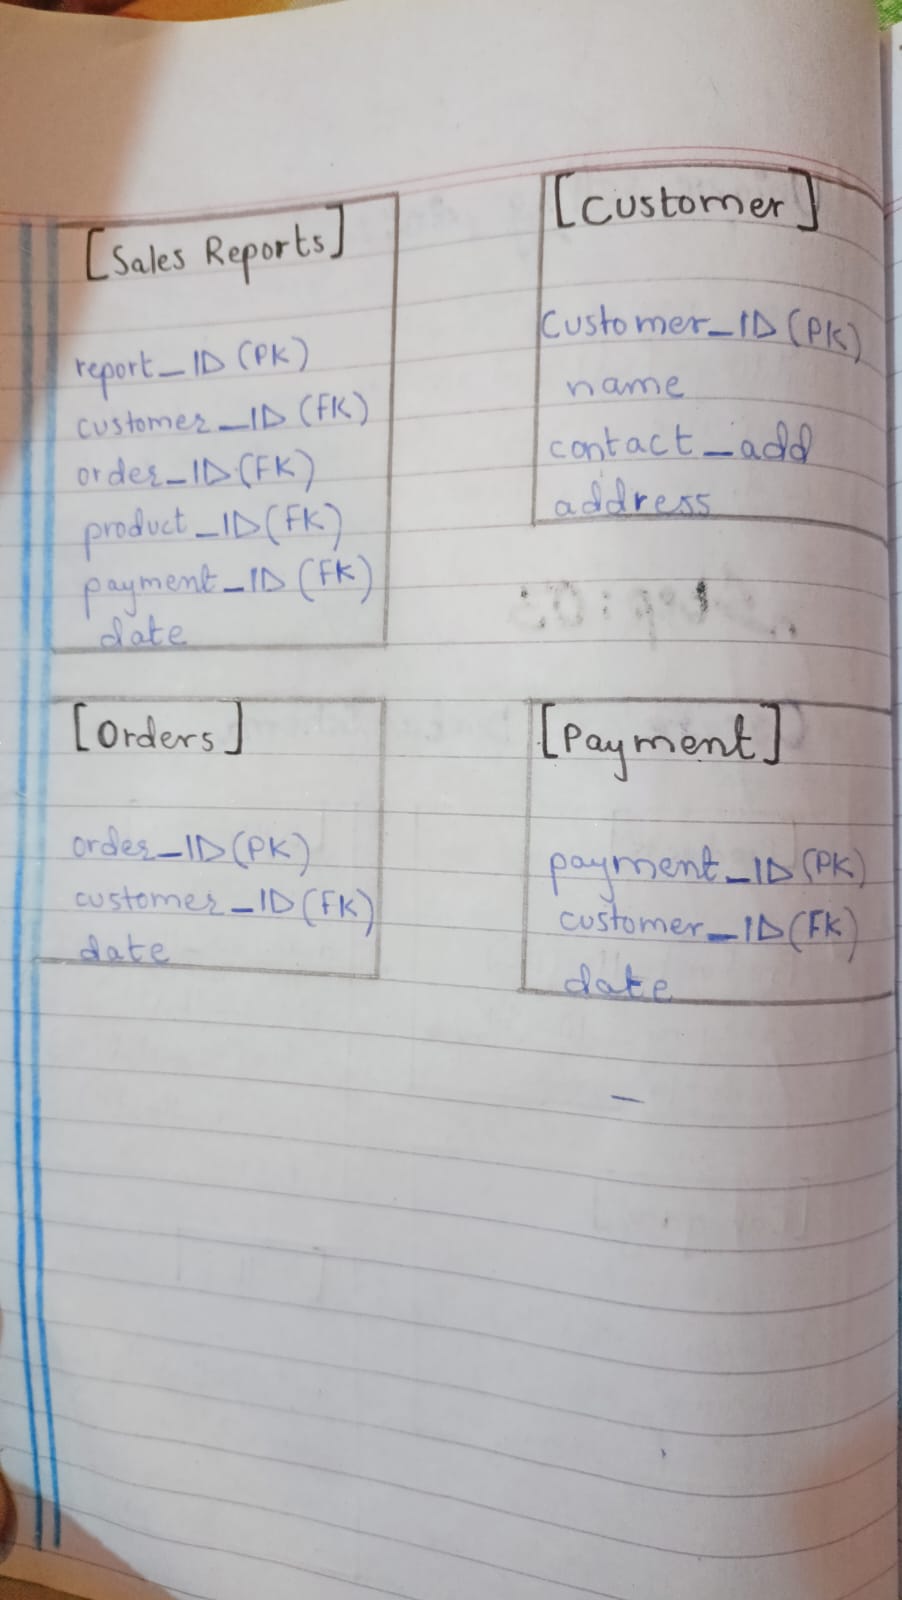 [Sales Reports]
report_ID (PK)
customer_ID (FK)
order_ID (FK)
product_ID (FK)
payment_ID (FK)
date
[Customer]
Customer_ID (PK)
name
contact_add
address
[Orders]
order_ID (PK)
customer_ID (FK)
date
[Payment]
payment_ID (PK)
customer_ID (FK)
date